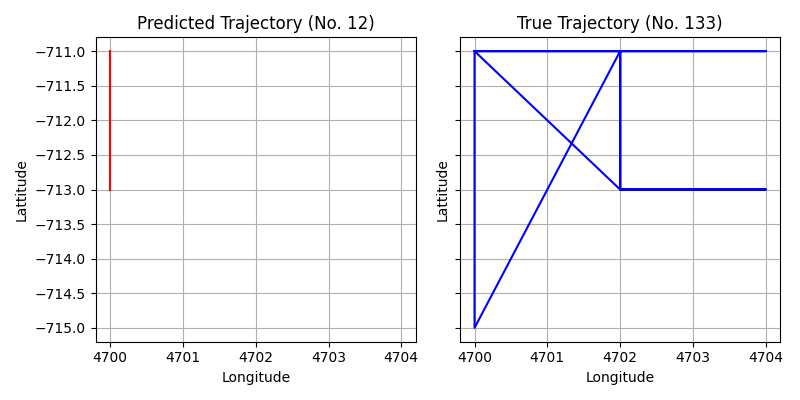 Predicted Trajectory (No. 12)
−711.0
−711.5
−712.0
−712.5
−713.0
−713.5
−714.0
−714.5
−715.0
Lattitude
4700 4701 4702 4703 4704
Longitude
True Trajectory (No. 133)
Lattitude
4700 4701 4702 4703 4704
Longitude